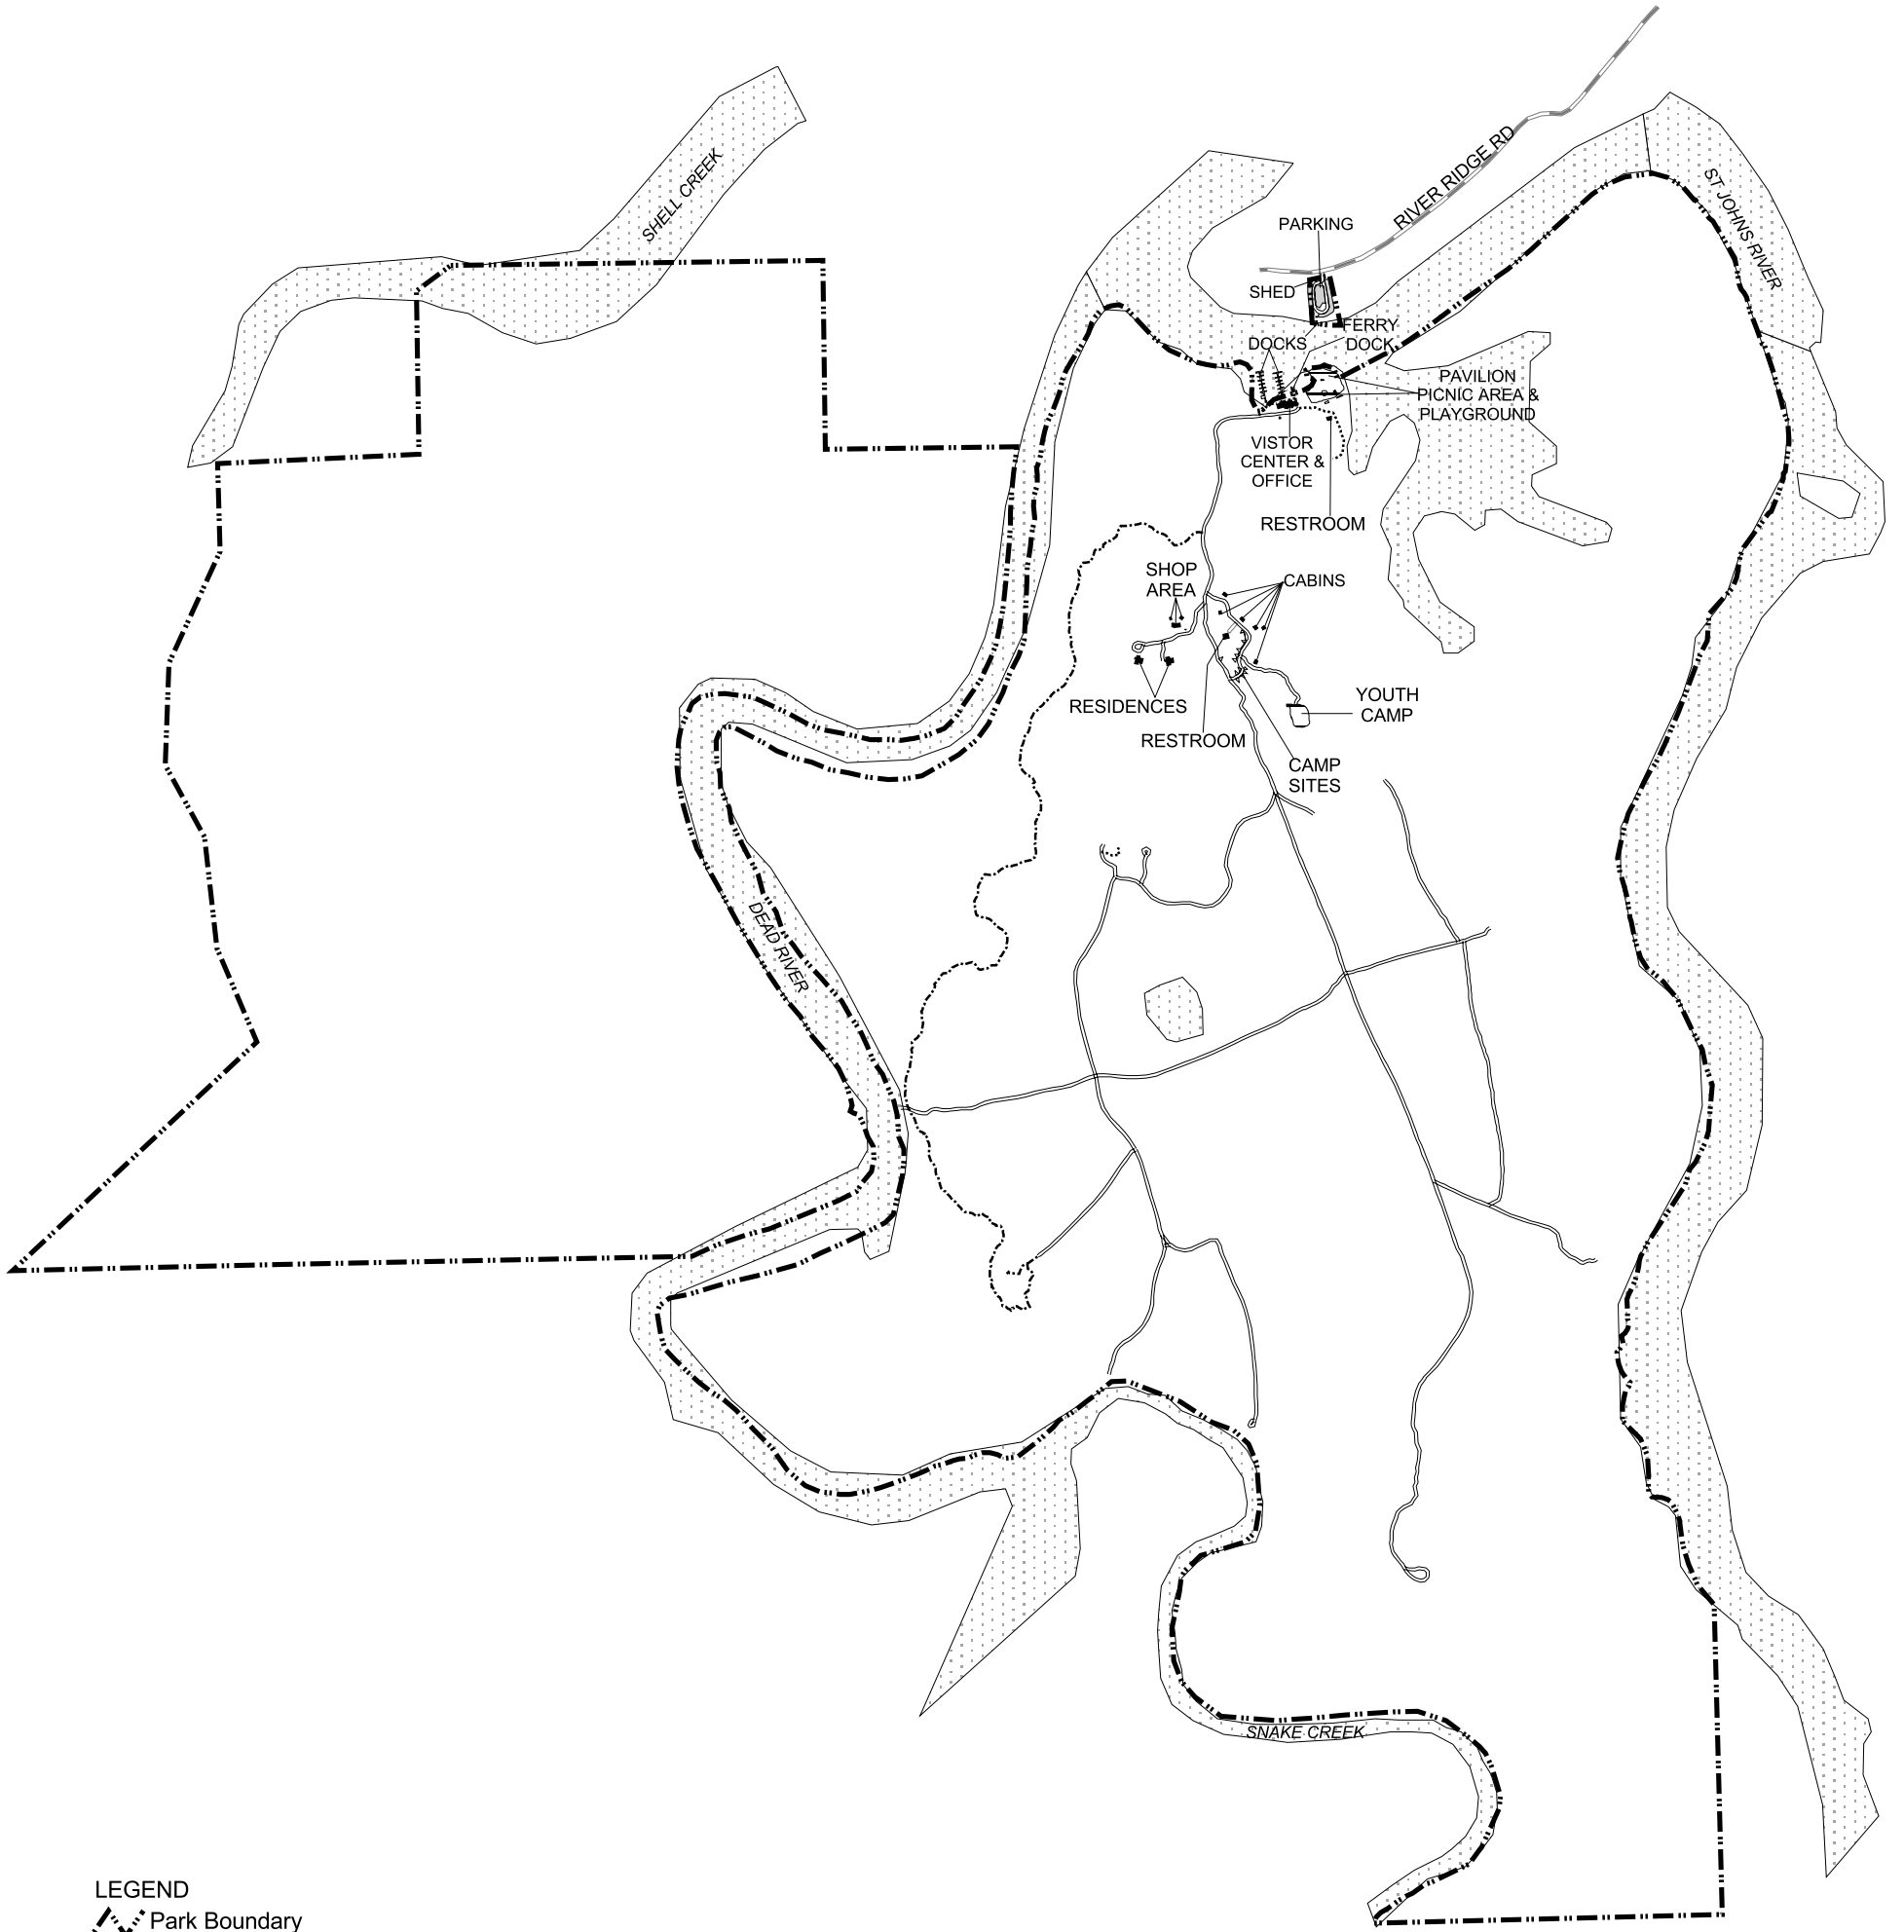 SHELL CREEK
RIVER RIDGE RD
ST JOHNS RIVER
PARKING
SHED
FERRY
DOCK
DOCKS
PAVILION
PICNIC AREA &
PLAYGROUND
VISTOR
CENTER &
OFFICE
RESTROOM
SHOP
AREA
CABINS
RESIDENCES
YOUTH
CAMP
RESTROOM
CAMP
SITES
DEAD RIVER
SNAKE CREEK
LEGEND
Park Boundary